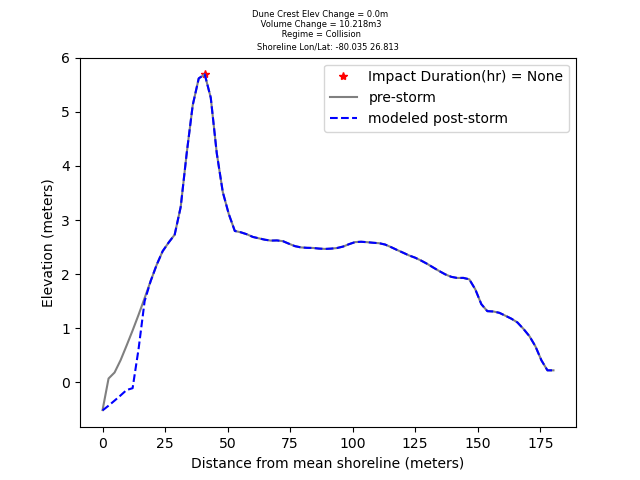 Dune Crest Elev Change = 0.0m
Volume Change = 10.218m3
Regime = Collision
Shoreline Lon/Lat: -80.035 26.813
Impact Duration(hr) = None
pre-storm
modeled post-storm
Elevation (meters)
6
5
4
3
2
1
0
0 25 50 75 100 125 150 175
Distance from mean shoreline (meters)